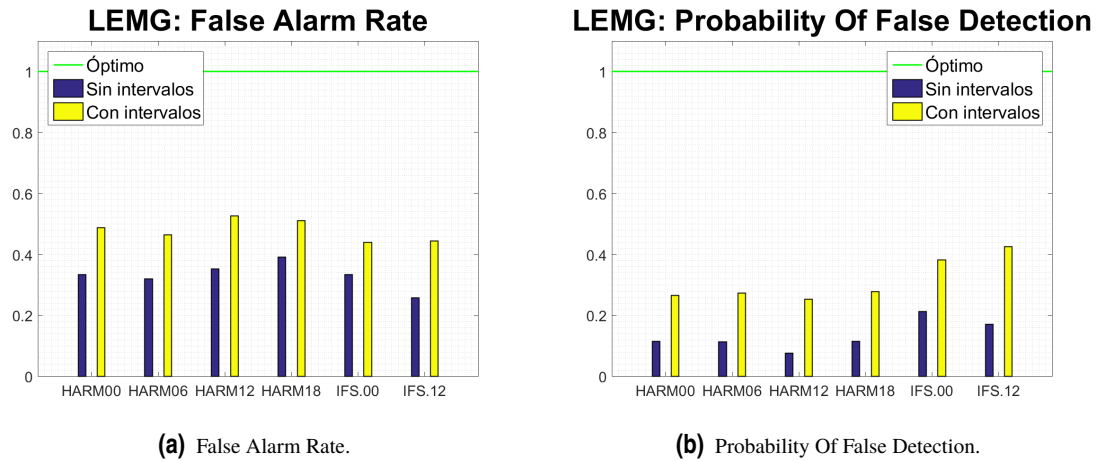 LEMG: False Alarm Rate
Óptimo
Sin intervalos
Con intervalos
1
0.8
0.6
0.4
0.2
0
HARM00 HARM06 HARM12 HARM18 IFS.00 IFS.12
(a) False Alarm Rate.
LEMG: Probability Of False Detection
Óptimo
Sin intervalos
Con intervalos
1
0.8
0.6
0.4
0.2
0
HARM00 HARM06 HARM12 HARM18 IFS.00 IFS.12
(b) Probability Of False Detection.